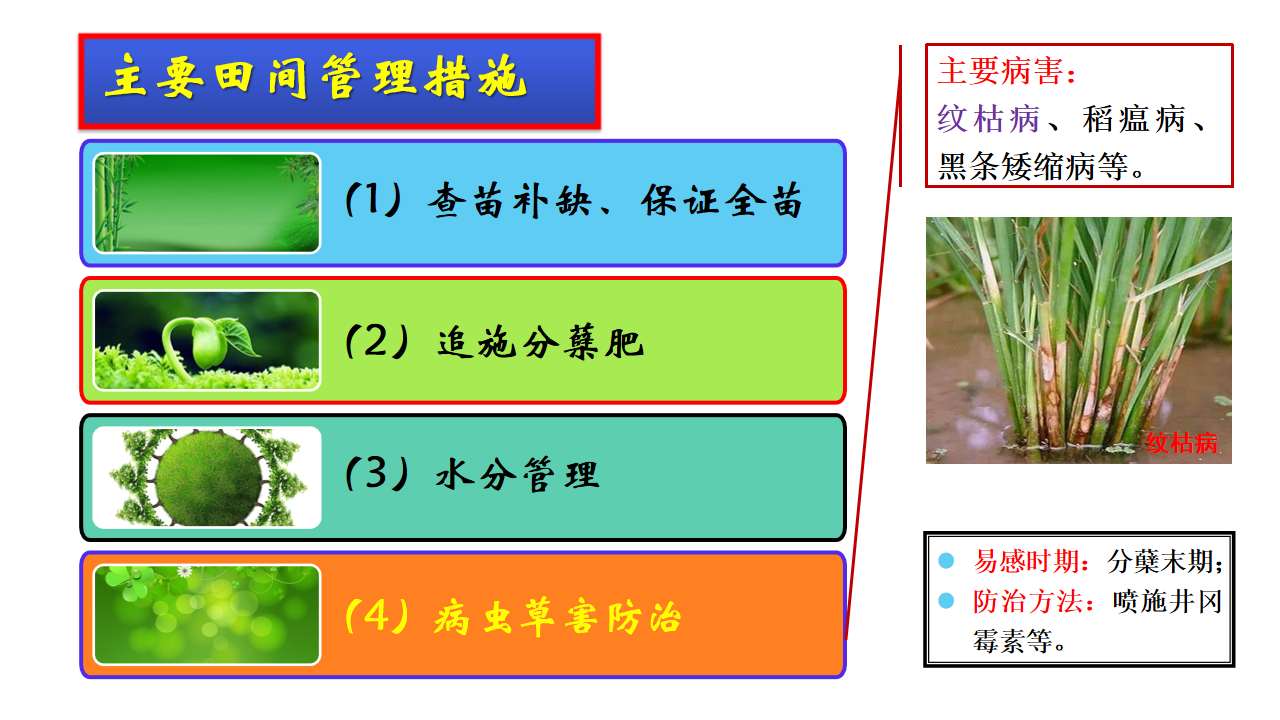 主要田间管理措施
（1）查苗补缺、保证全苗
（2）追施分蘖肥
（3）水分管理
（4）病虫草害防治
主要病害：
纹枯病、稻瘟病、
黑条矮缩病等。
纹枯病
易感时期：分蘖末期；
防治方法：喷施井冈
霉素等。